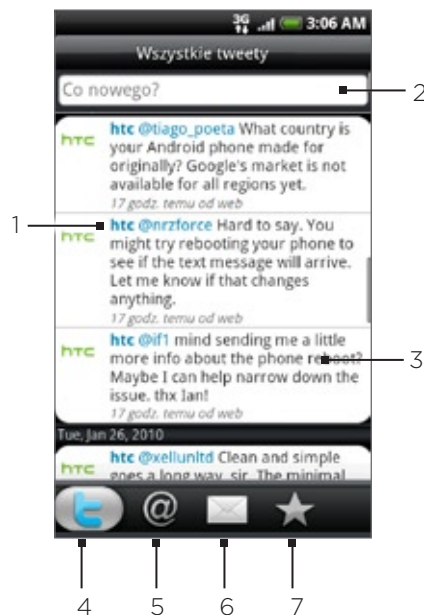 3G 3:06 AM
Wszystkie tweety
Co nowego?
2
htc
htc @tiago_poeta What country is
your Android phone made for
originally? Google's market is not
available for all regions yet.
17 godz. temu od web
1
htc
htc @nrzforce Hard to say. You
might try rebooting your phone to
see if the text message will arrive.
Let me know if that changes
anything.
17 godz. temu od web
htc
htc @if1 mind sending me a little
more info about the phone reboot?
3
Maybe I can help narrow down the
issue. thx Ian!
17 godz. temu od web
Tue, Jan 26, 2010
htc
htc @xellunltd Clean and simple
goes a long way, sir. The minimal
@
4 5 6 7